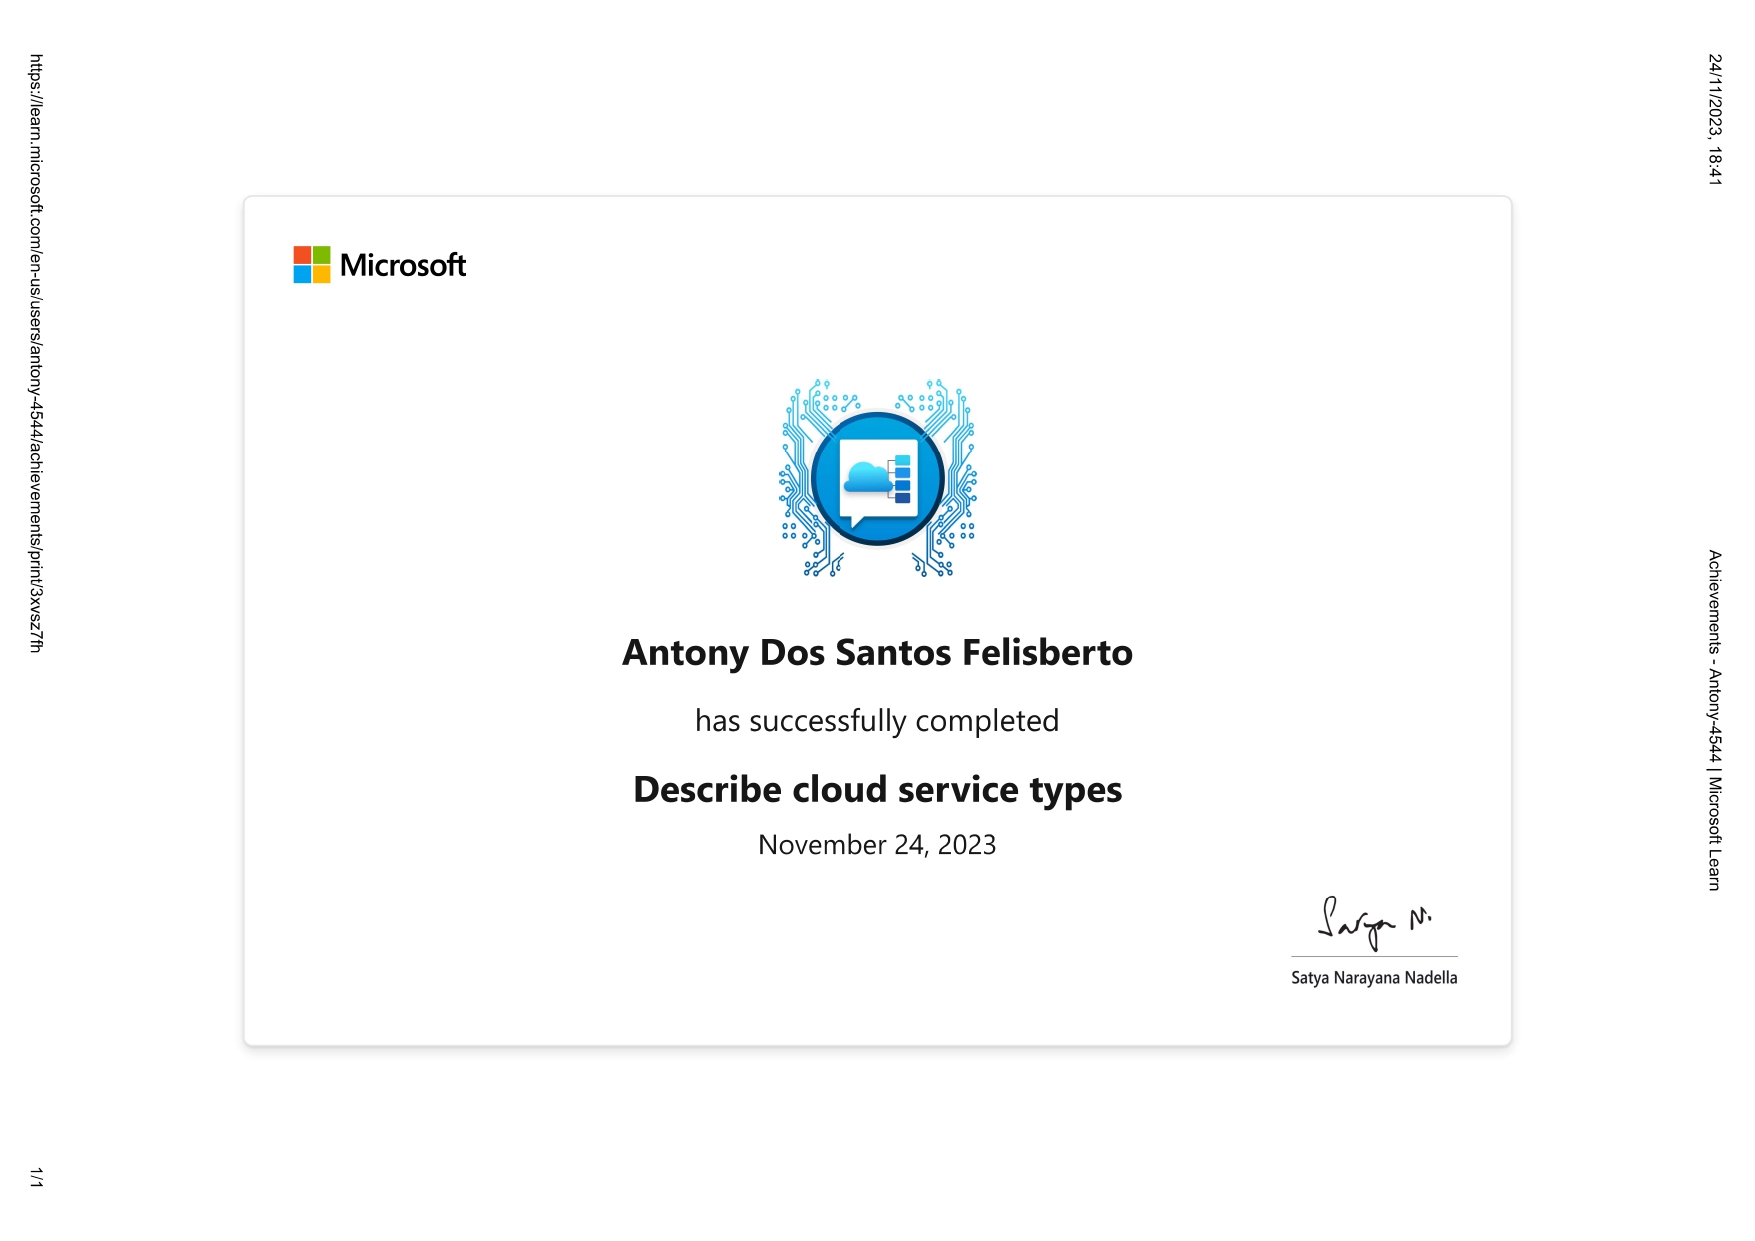 24/11/2023, 18:41
Achievements - Antony-4544 | Microsoft Learn
Microsoft
Antony Dos Santos Felisberto
has successfully completed
Describe cloud service types
November 24, 2023
Satya N.
Satya Narayana Nadella
https://learn.microsoft.com/en-us/users/antony-4544/achievements/print/3xvsz7fh
1/1